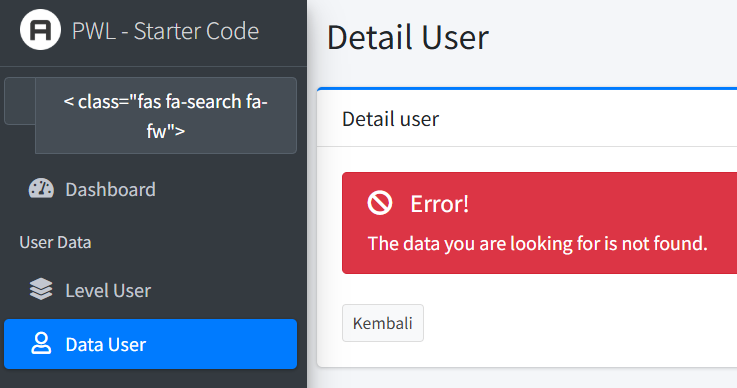 PWL - Starter Code
< class="fas fa-search fa-
fw">
Dashboard
User Data
Level User
Data User
Detail User
Detail user
Error!
The data you are looking for is not found.
Kembali